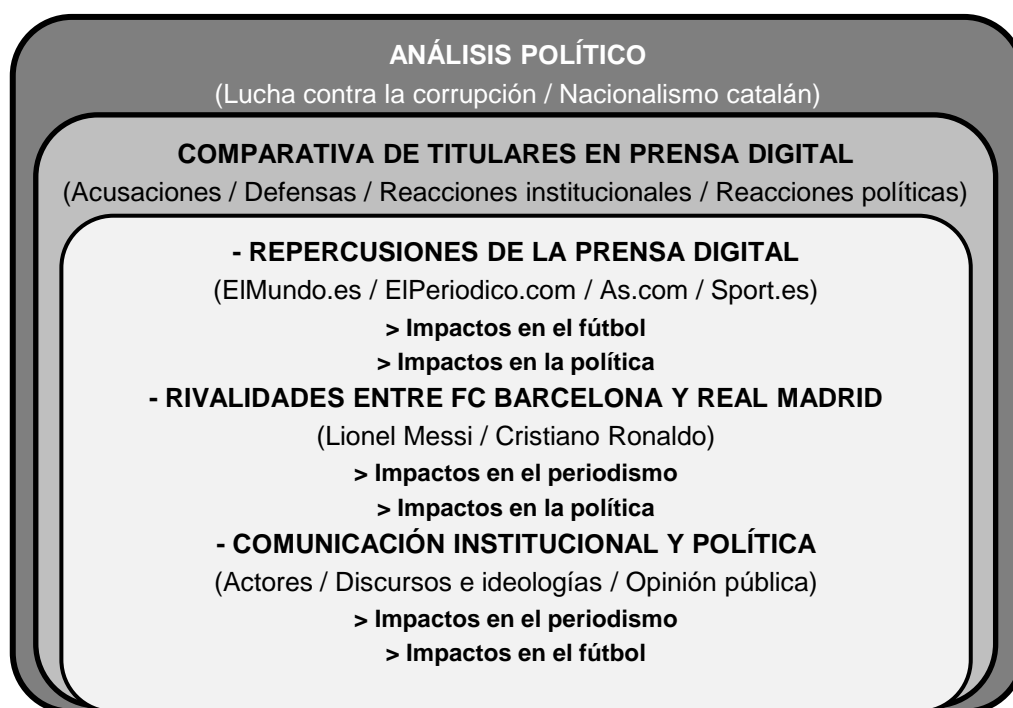 ANÁLISIS POLÍTICO
(Lucha contra la corrupción / Nacionalismo catalán)
COMPARATIVA DE TITULARES EN PRENSA DIGITAL
(Acusaciones / Defensas / Reacciones institucionales / Reacciones políticas)
- REPERCUSIONES DE LA PRENSA DIGITAL
(ElMundo.es / ElPeriodico.com / As.com / Sport.es)
> Impactos en el fútbol
> Impactos en la política
- RIVALIDADES ENTRE FC BARCELONA Y REAL MADRID
(Lionel Messi / Cristiano Ronaldo)
> Impactos en el periodismo
> Impactos en la política
- COMUNICACIÓN INSTITUCIONAL Y POLÍTICA
(Actores / Discursos e ideologías / Opinión pública)
> Impactos en el periodismo
> Impactos en el fútbol